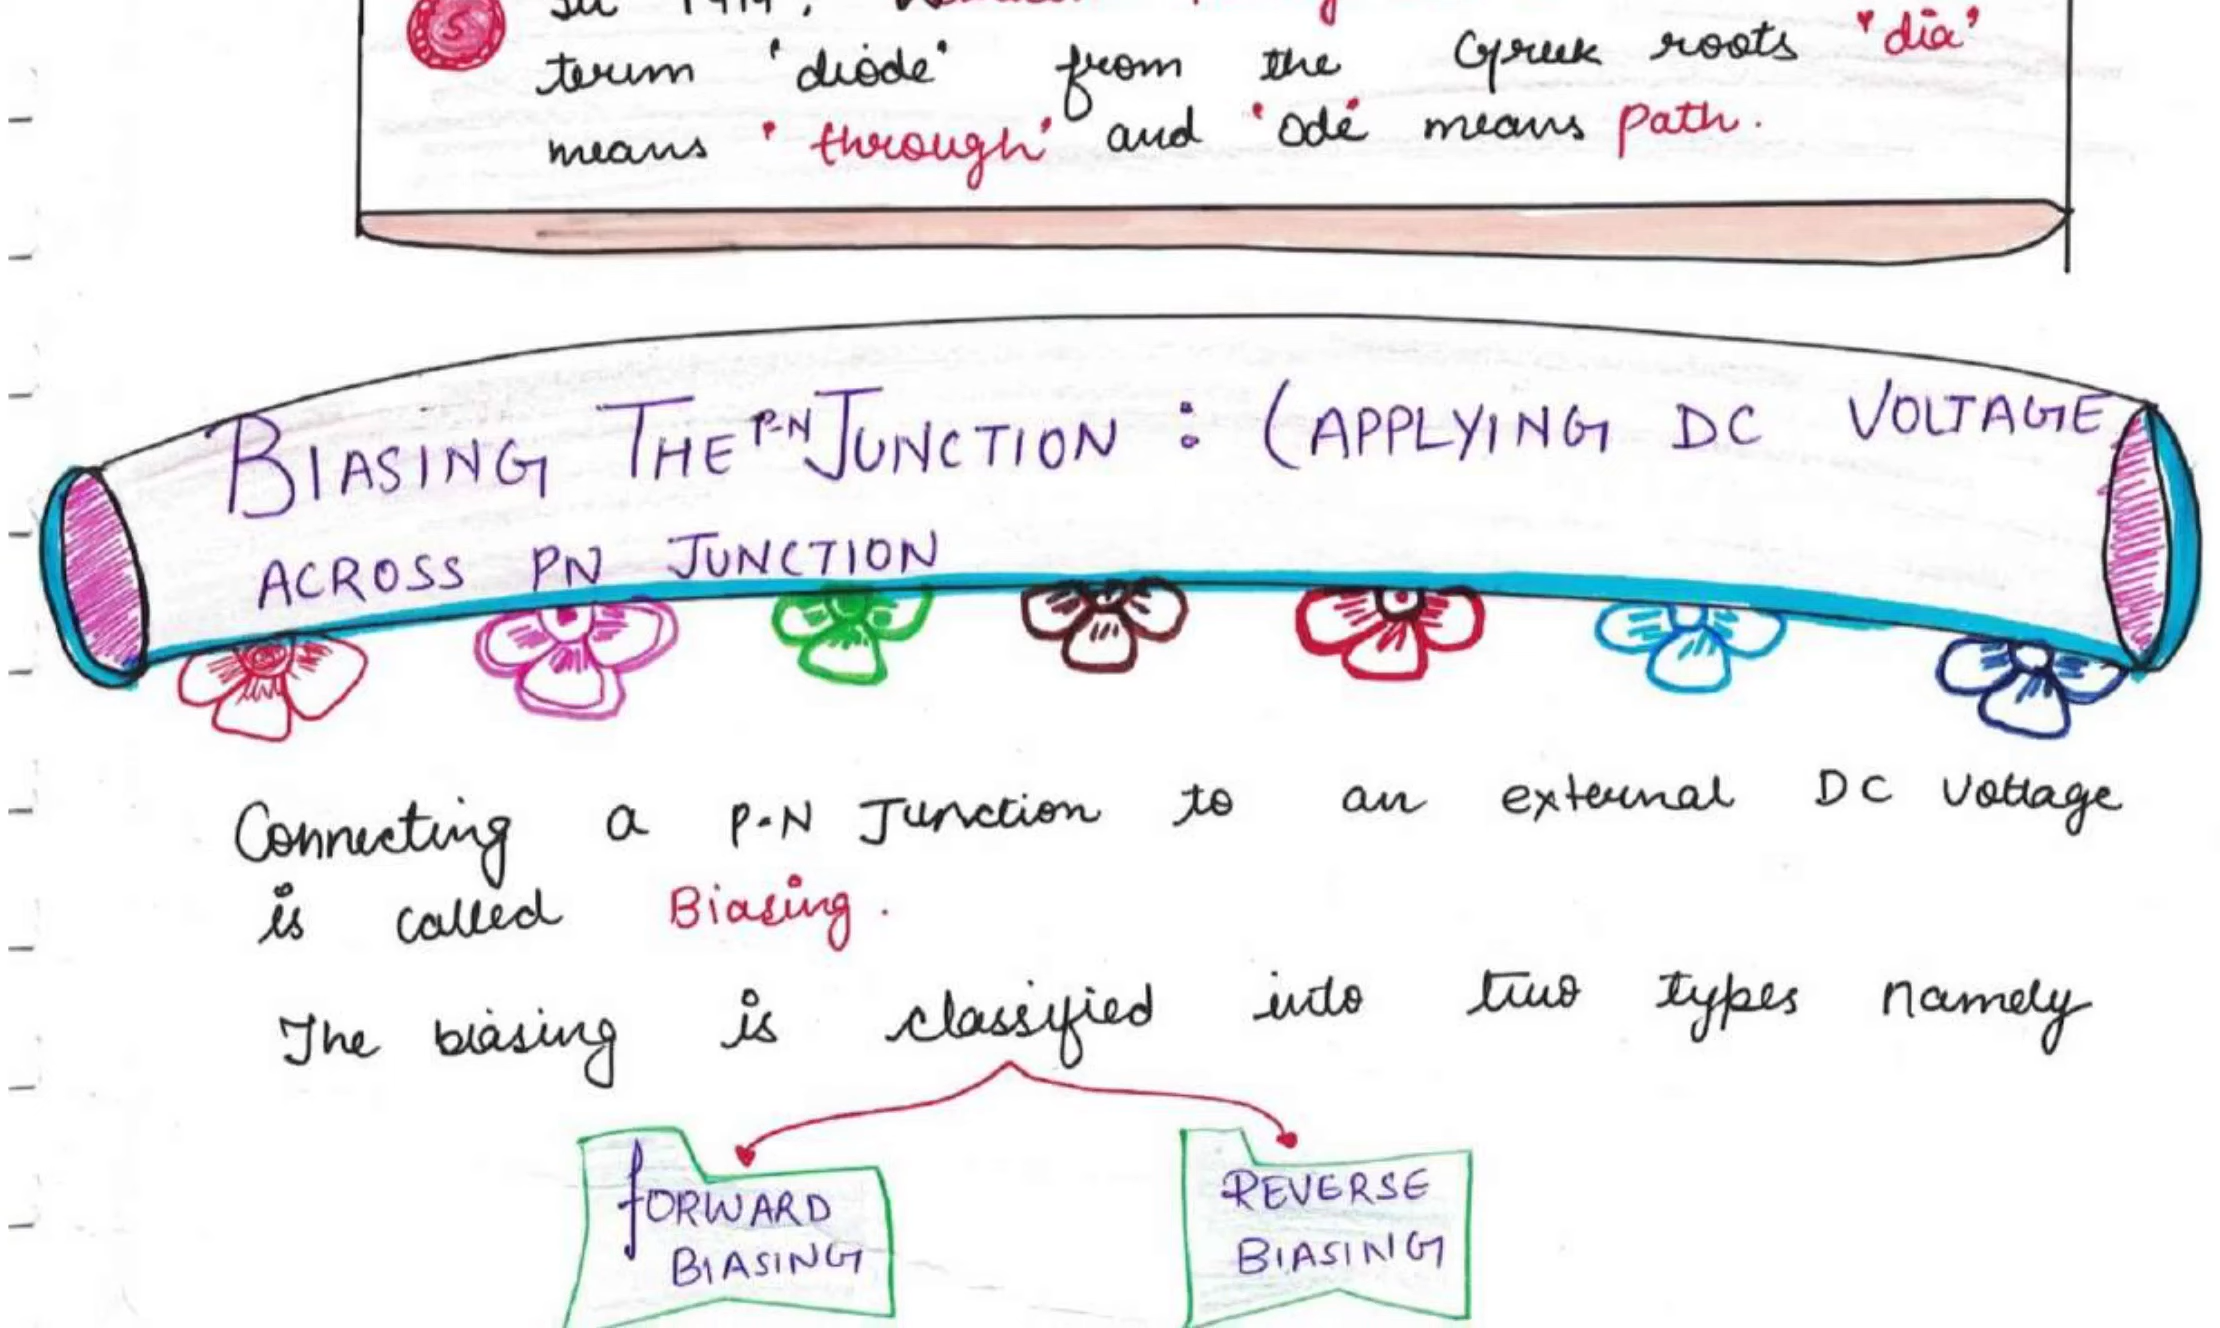 S
term 'diode' from the Greek roots "dia"
means 'through' and 'ode' means path.
BIASING THE P-N JUNCTION : (APPLYING DC VOLTAGE
ACROSS PN JUNCTION
Connecting a P-N Junction to an external DC Voltage
is called Biasing.
The biasing is classified into two types namely
FORWARD
BIASING
REVERSE
BIASING